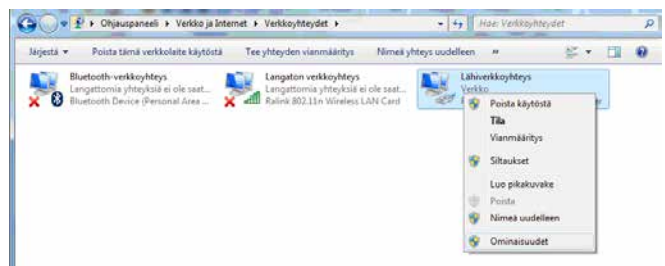 Ohjauspaneeli ▸ Verkko ja Internet ▸ Verkkoyhteydet ▸
Hae: Verkkoyhteydet
Järjestä
Poista tämä verkkolaite käytöstä
Tee yhteyden vianmääritys
Nimeä yhteys uudelleen
»
Bluetooth-verkkoyhteys
Langattomia yhteyksiä ei ole saat...
Bluetooth Device (Personal Area ...
Langaton verkkoyhteys
Langattomia yhteyksiä ei ole saat...
Ralink 802.11n Wireless LAN Card
Lähiverkkoyhteys
Verkko
Poista käytöstä
Tila
Vianmääritys
Siltaukset
Luo pikakuvake
Poista
Nimeä uudelleen
Ominaisuudet